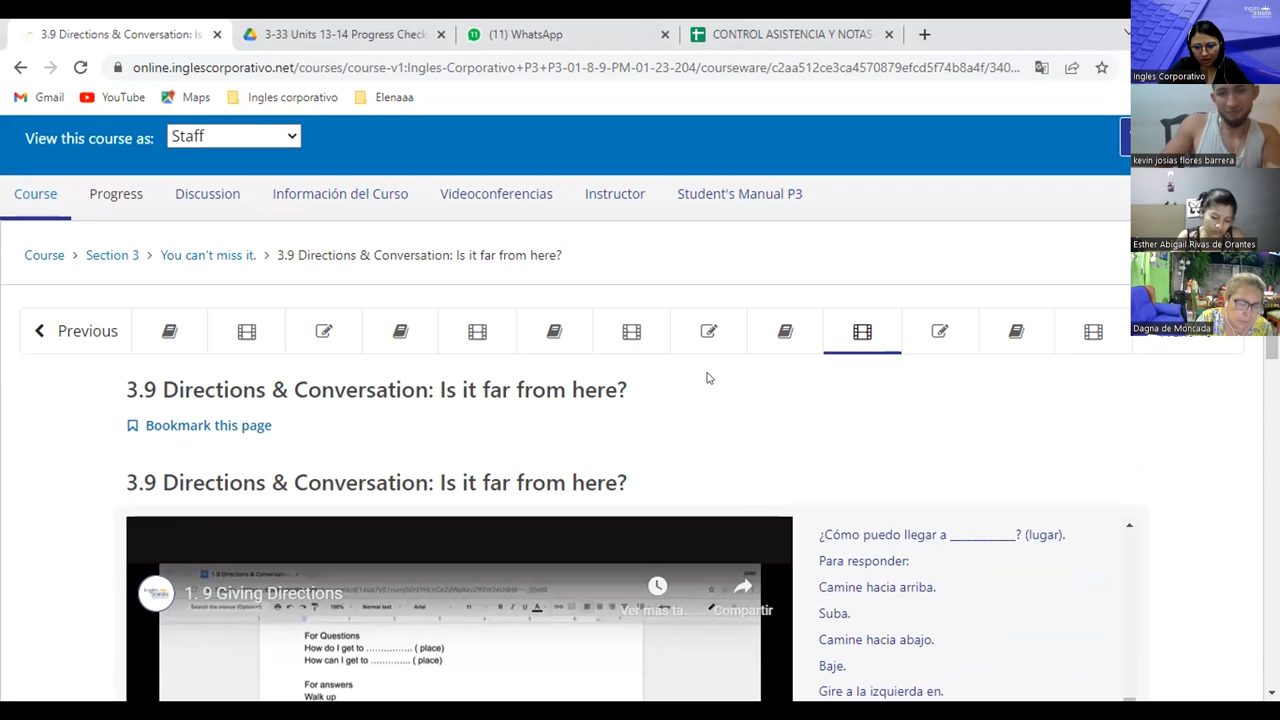 3.9 Directions & Conversation: Is
3-33 Units 13-14 Progress Check
(11) WhatsApp
CONTROL ASISTENCIA Y NOTAS
online.inglescorporativo.net/courses/course-v1:Ingles-Corporativo+P3+P3-01-8-9-PM-01-23-204/courseware/c2aa512ce3ca4570879efcd5f74b8a4f/340...
Gmail
YouTube
Maps
Ingles corporativo
Elenaaa
View this course as:
Staff
Course
Progress
Discussion
Información del Curso
Videoconferencias
Instructor
Student's Manual P3
Course > Section 3 > You can't miss it. > 3.9 Directions & Conversation: Is it far from here?
Previous
3.9 Directions & Conversation: Is it far from here?
Bookmark this page
3.9 Directions & Conversation: Is it far from here?
1. 9 Giving Directions
Ver más ta...
Compartir
For Questions
How do I get to ................ ( place)
How can I get to ............. ( place)
For answers
Walk up
¿Cómo puedo llegar a __________? (lugar).
Para responder:
Camine hacia arriba.
Suba.
Camine hacia abajo.
Baje.
Gire a la izquierda en.
Ingles Corporativo
kevin josias flores barrera
Esther Abigail Rivas de Orantes
Dagna de Moncada